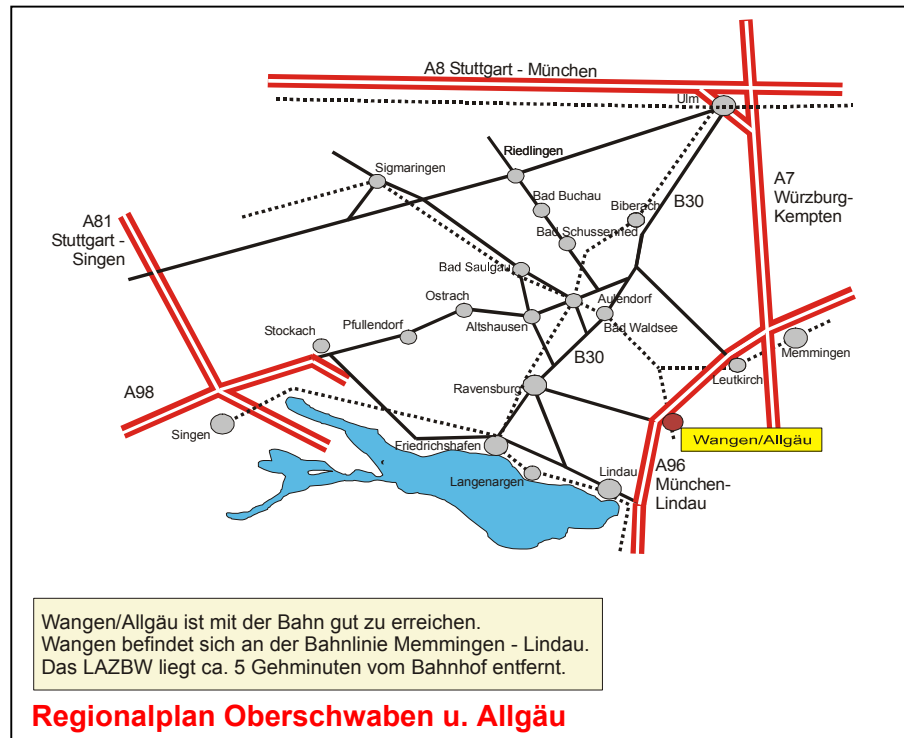 A8 Stuttgart - München
Ulm
Riedlingen
Sigmaringen
A7
Würzburg-
Kempten
Bad Buchau
Biberach
B30
A81
Stuttgart -
Singen
Bad Schussenried
Bad Saulgau
Ostrach
Aulendorf
Altshausen
Bad Waldsee
Stockach
Pfullendorf
B30
Memmingen
Leutkirch
A98
Ravensburg
Singen
Friedrichshafen
Wangen/Allgäu
A96
München-
Lindau
Langenargen
Lindau
Wangen/Allgäu ist mit der Bahn gut zu erreichen.
Wangen befindet sich an der Bahnlinie Memmingen - Lindau.
Das LAZBW liegt ca. 5 Gehminuten vom Bahnhof entfernt.
Regionalplan Oberschwaben u. Allgäu